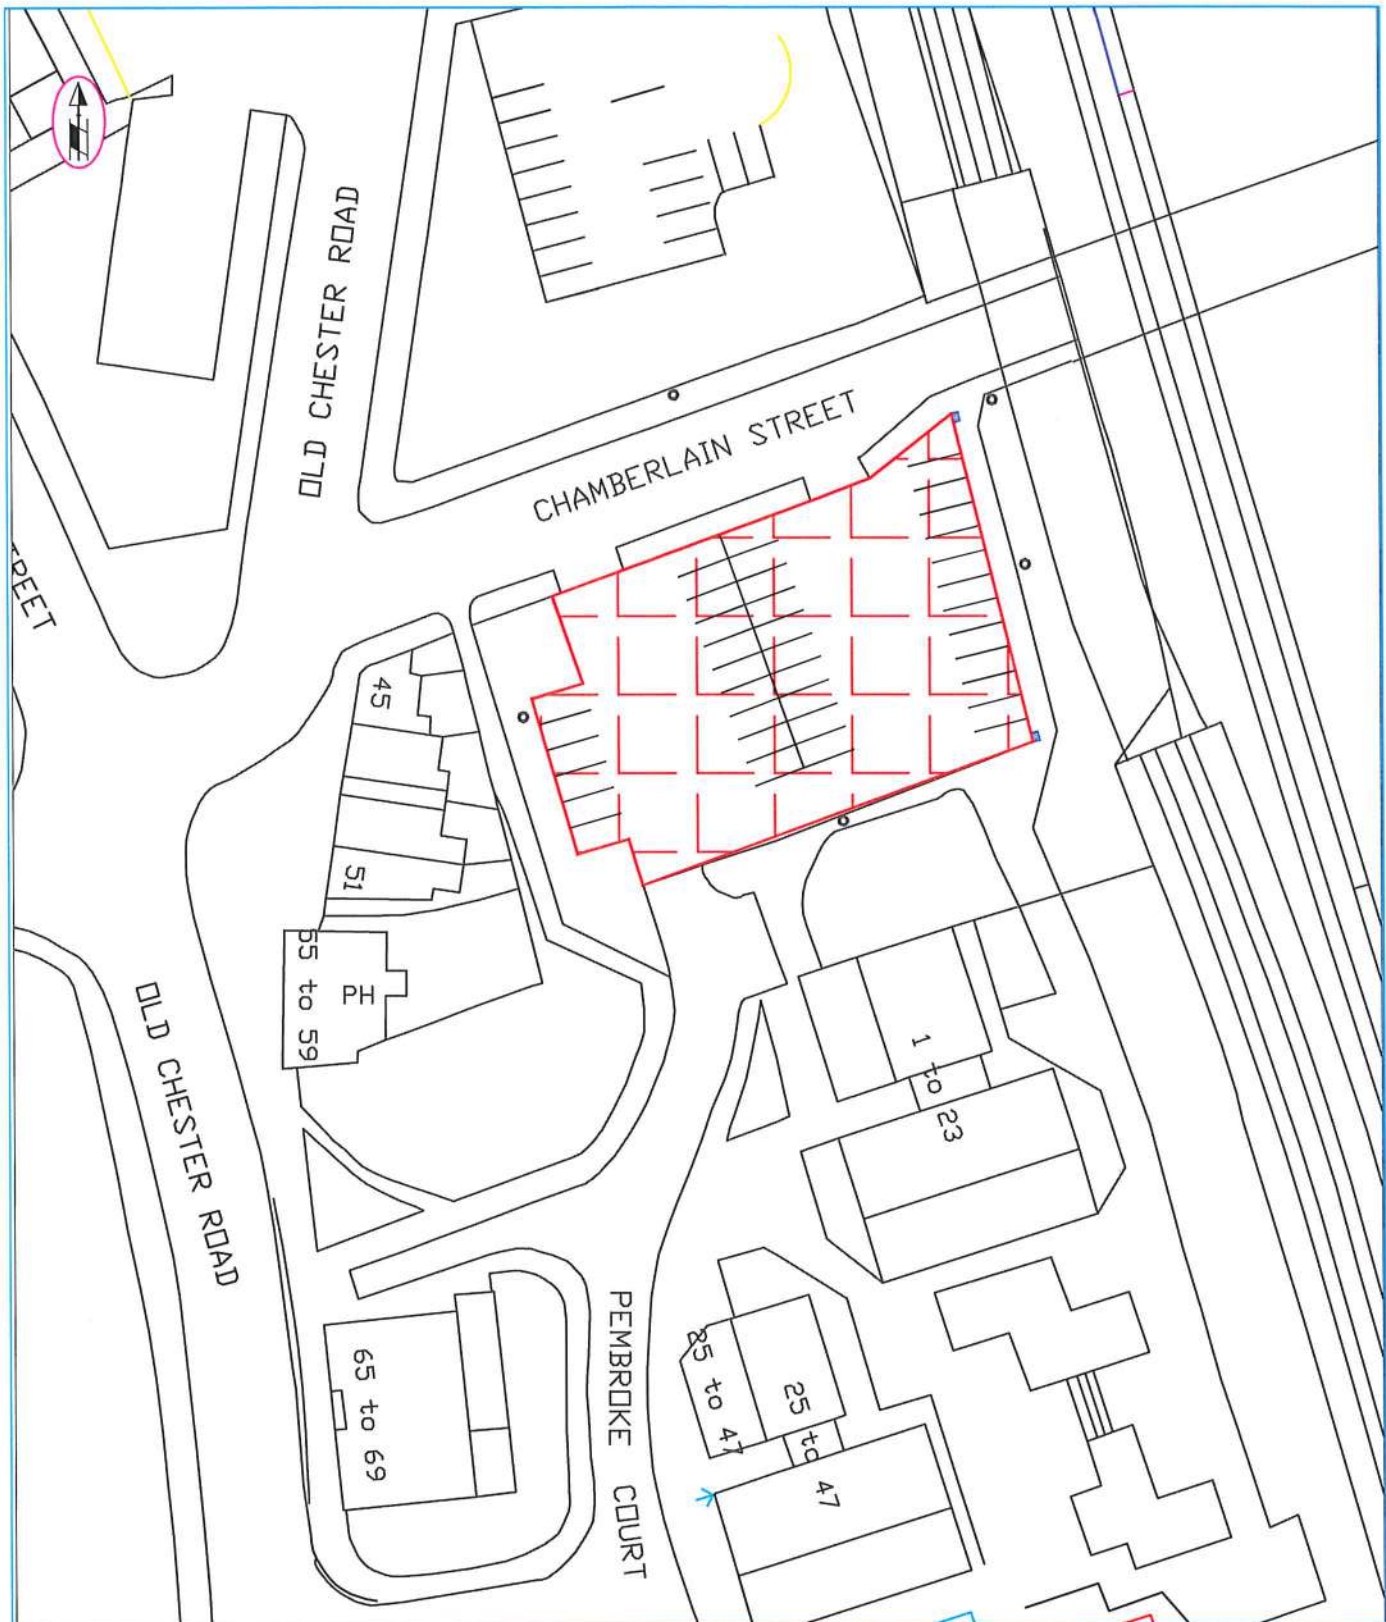 OLD CHESTER ROAD
CHAMBERLAIN STREET
45
51
55 to 59
PH
OLD CHESTER ROAD
1 to 23
65 to 69
PEMBROKE COURT
25 to 47
25 to 47